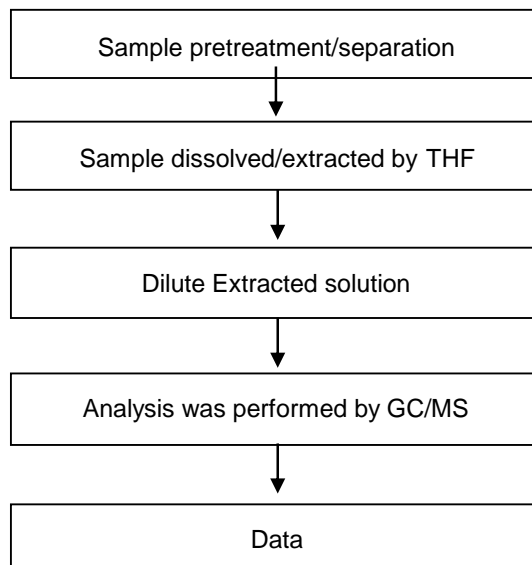 Sample pretreatment/separation
Sample dissolved/extracted by THF
Dilute Extracted solution
Analysis was performed by GC/MS
Data